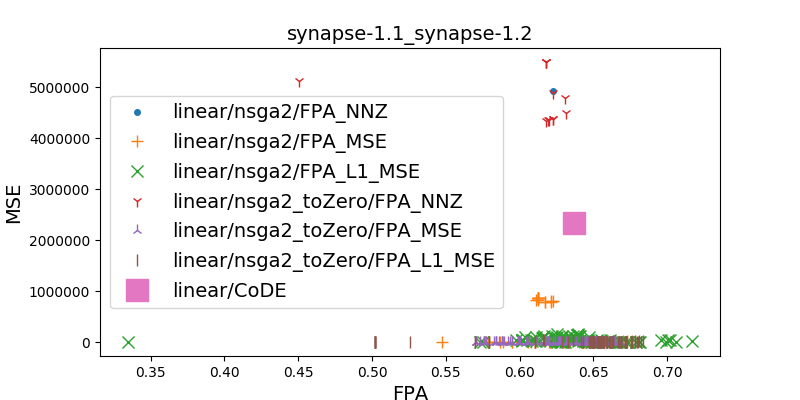 synapse-1.1_synapse-1.2
5000000
4000000
3000000
2000000
1000000
0
MSE
linear/nsga2/FPA_NNZ
linear/nsga2/FPA_MSE
linear/nsga2/FPA_L1_MSE
linear/nsga2_toZero/FPA_NNZ
linear/nsga2_toZero/FPA_MSE
linear/nsga2_toZero/FPA_L1_MSE
linear/CoDE
0.35 0.40 0.45 0.50 0.55 0.60 0.65 0.70
FPA